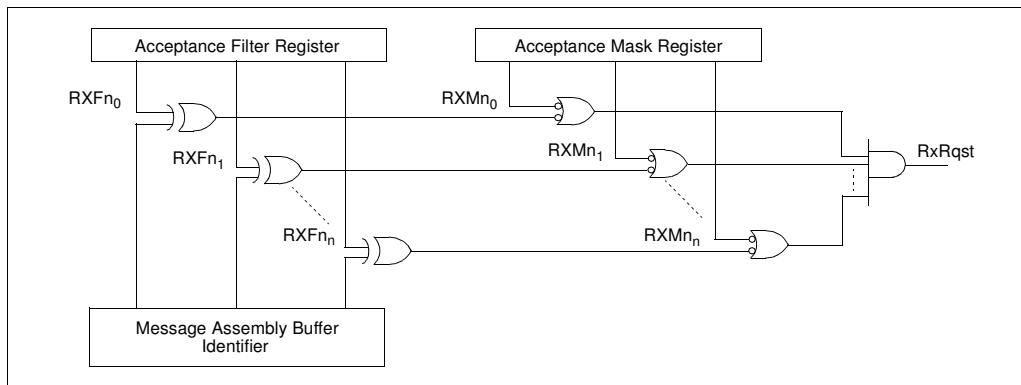 Acceptance Filter Register
Acceptance Mask Register
RXFn0
RXMn0
RXFn1
RXMn1
RxRqst
RXFnn
RXMnn
Message Assembly Buffer
Identifier